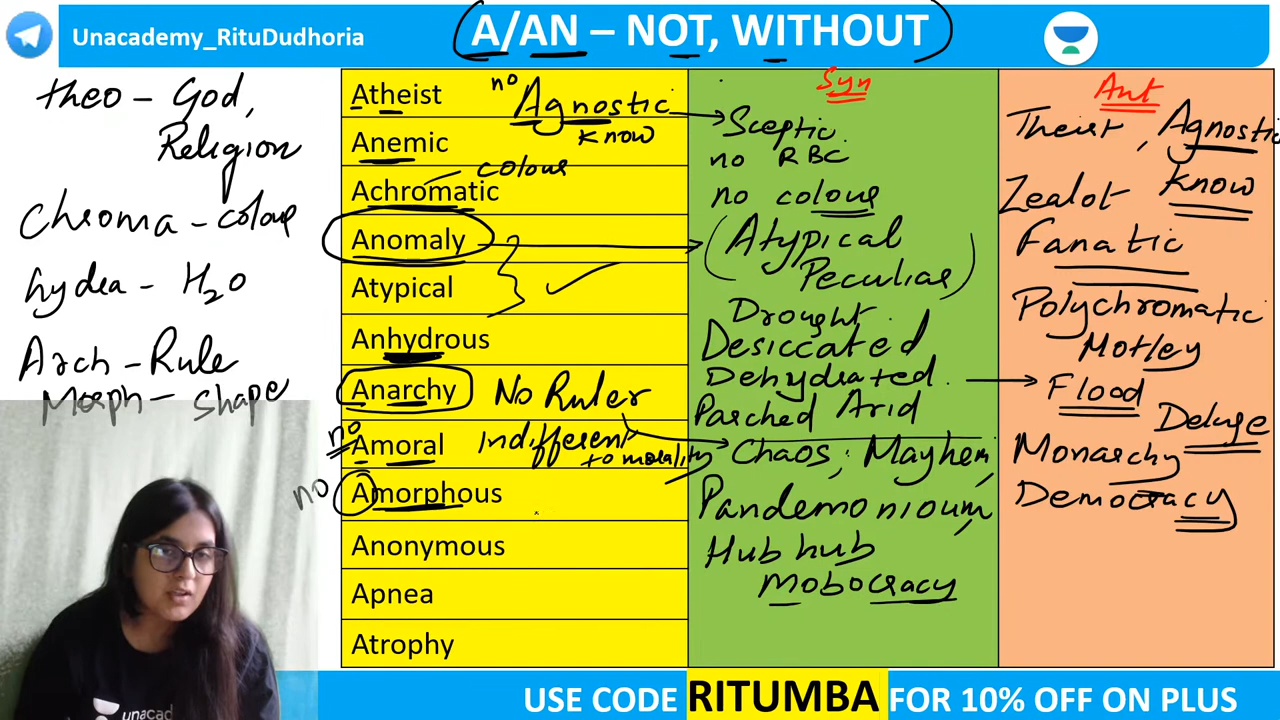 Unacademy_RituDudhoria
A/AN – NOT, WITHOUT
theo - God,
Religion
Chroma - colour
hydra - H2O
Arch - Rule
Morph - Shape
Atheist
no
Agnostic
know
Anemic
colour
Achromatic
Anomaly
Atypical
Anhydrous
Anarchy
No Ruler
no
Amoral
Indifferent
to morality
no
Amorphous
Anonymous
Apnea
Atrophy
Syn
Sceptic
no RBC
no colour
(Atypical
Peculiar)
Drought
Desiccated
Dehydrated
Parched Arid
Chaos, Mayhem,
Pandemonium,
Hub hub
Mobocracy
Ant
Theist, Agnostic
know
Zealot
Fanatic
Polychromatic
Motley
Flood
Deluge
Monarchy
Democracy
unacad
USE CODE RITUMBA FOR 10% OFF ON PLUS